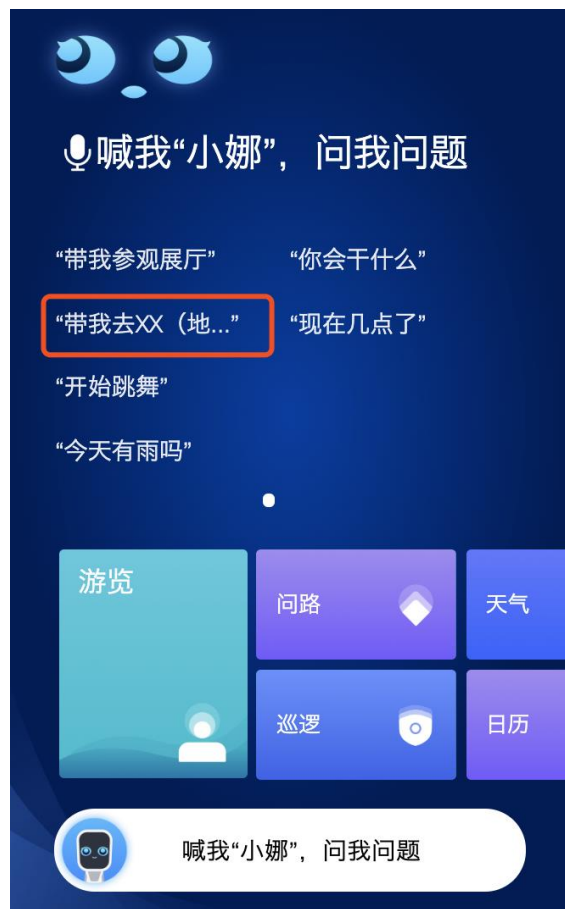 喊我“小娜”，问我问题
“带我参观展厅” “你会干什么”
“带我去XX（地...” “现在几点了”
“开始跳舞”
“今天有雨吗”
游览
问路
天气
巡逻
日历
喊我“小娜”，问我问题